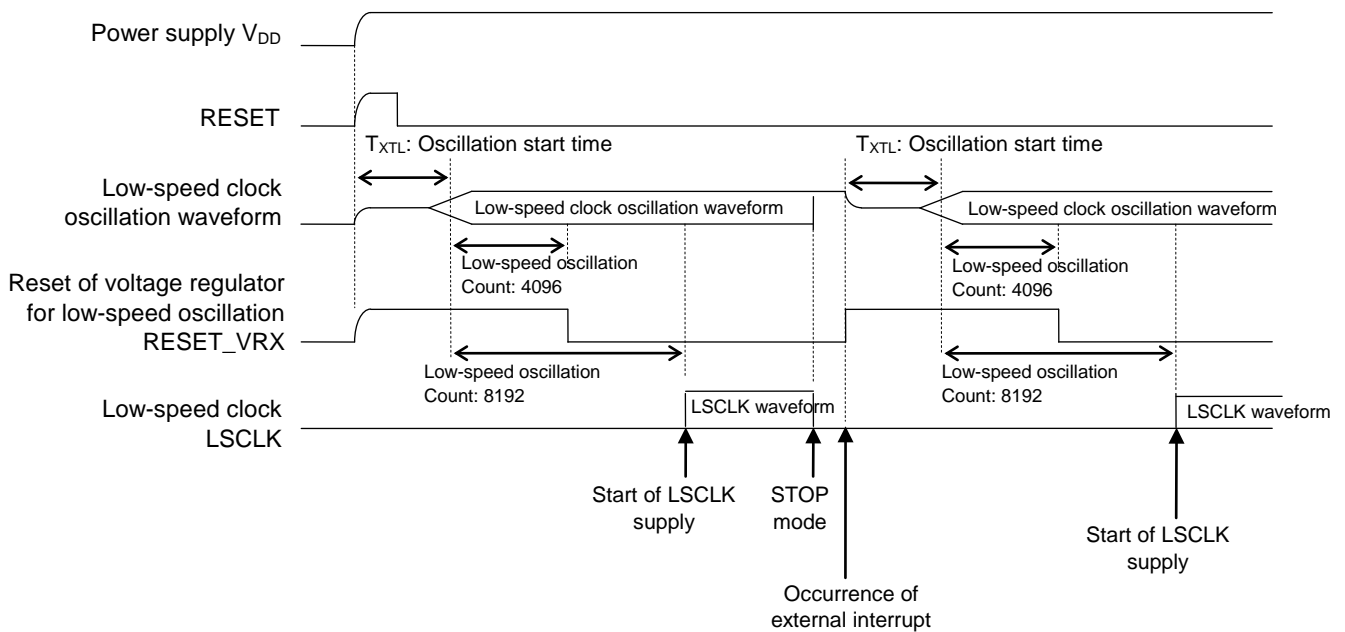 Power supply VDD
RESET
TXTL: Oscillation start time
TXTL: Oscillation start time
Low-speed clock
oscillation waveform
Low-speed clock oscillation waveform
Low-speed clock oscillation waveform
Low-speed oscillation
Count: 4096
Low-speed oscillation
Count: 4096
Reset of voltage regulator
for low-speed oscillation
RESET_VRX
Low-speed oscillation
Count: 8192
Low-speed oscillation
Count: 8192
Low-speed clock
LSCLK
LSCLK waveform
LSCLK waveform
Start of LSCLK
supply
STOP
mode
Start of LSCLK
supply
Occurrence of
external interrupt